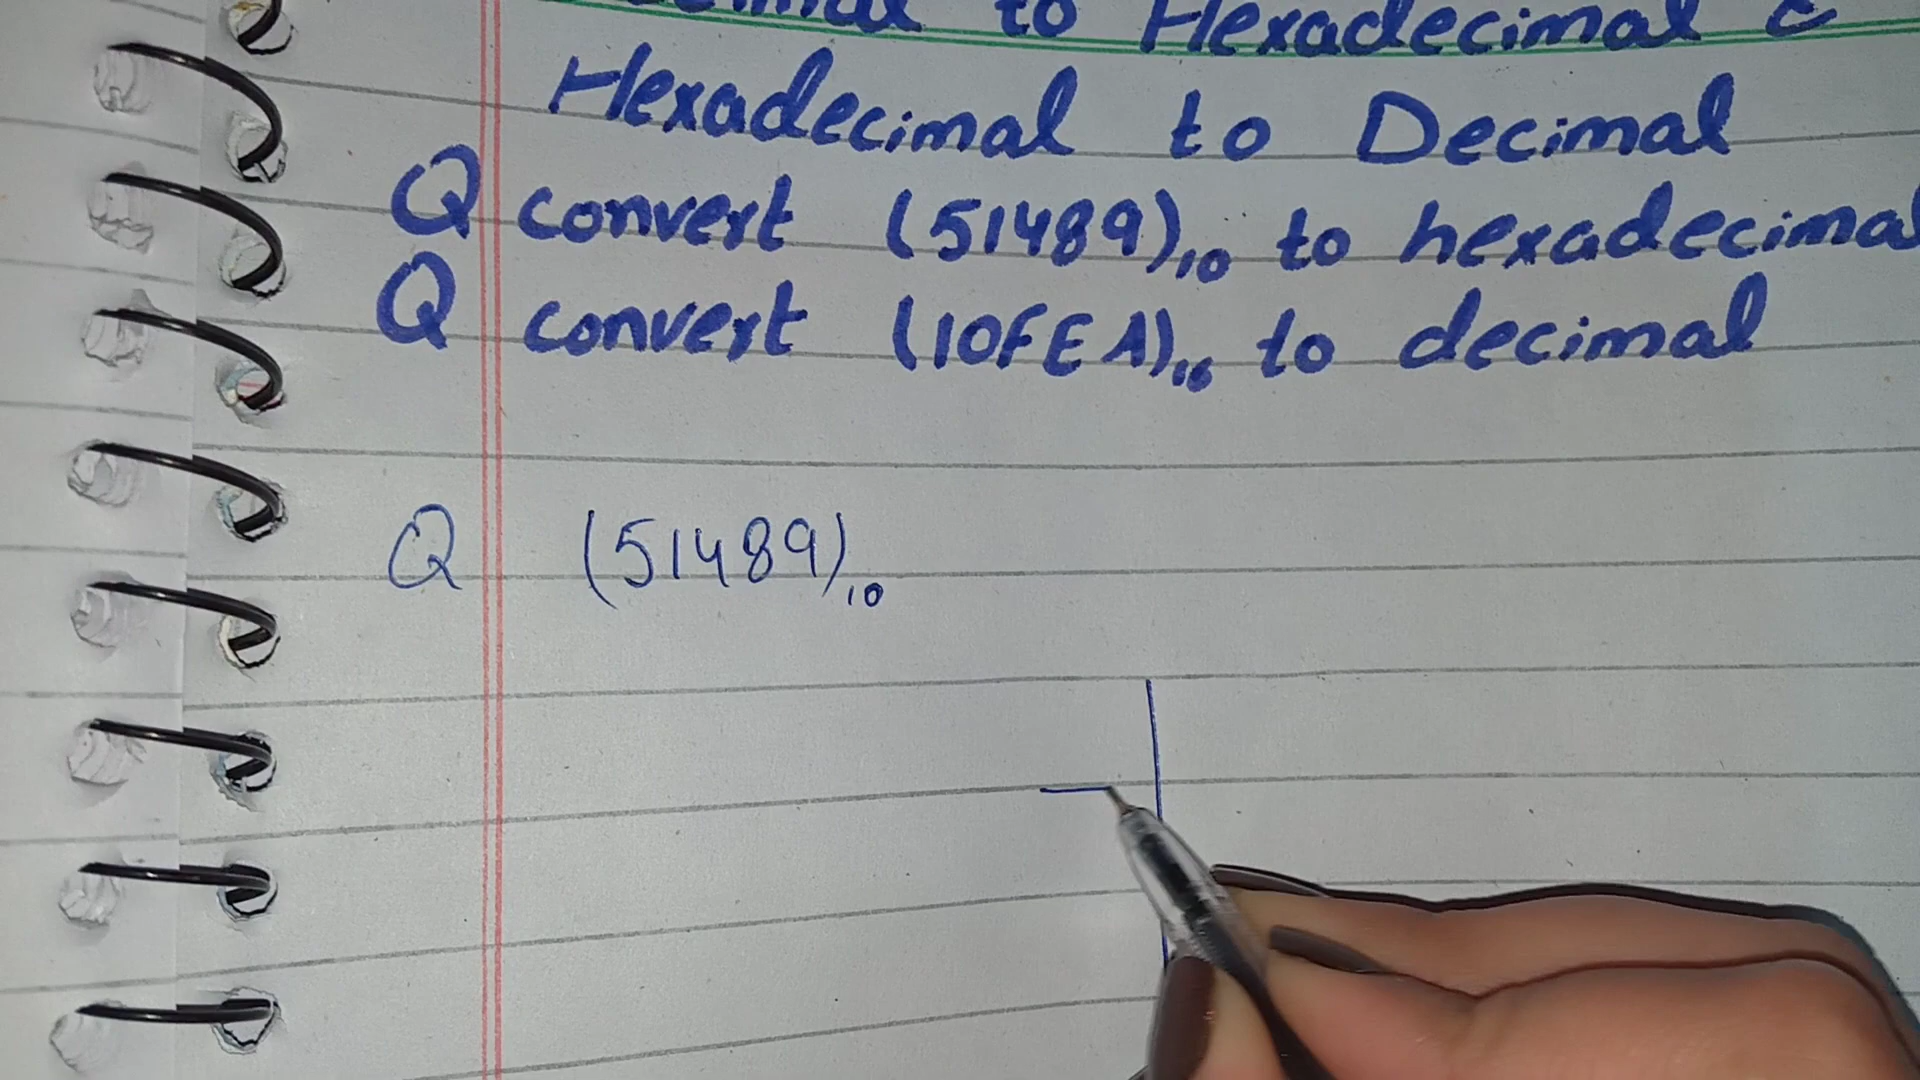 to Hexadecimal &
Hexadecimal to Decimal
Q convert (51489)₁₀ to hexadecimal
Q convert (10FEA)₁₆ to decimal
Q (51489)₁₀